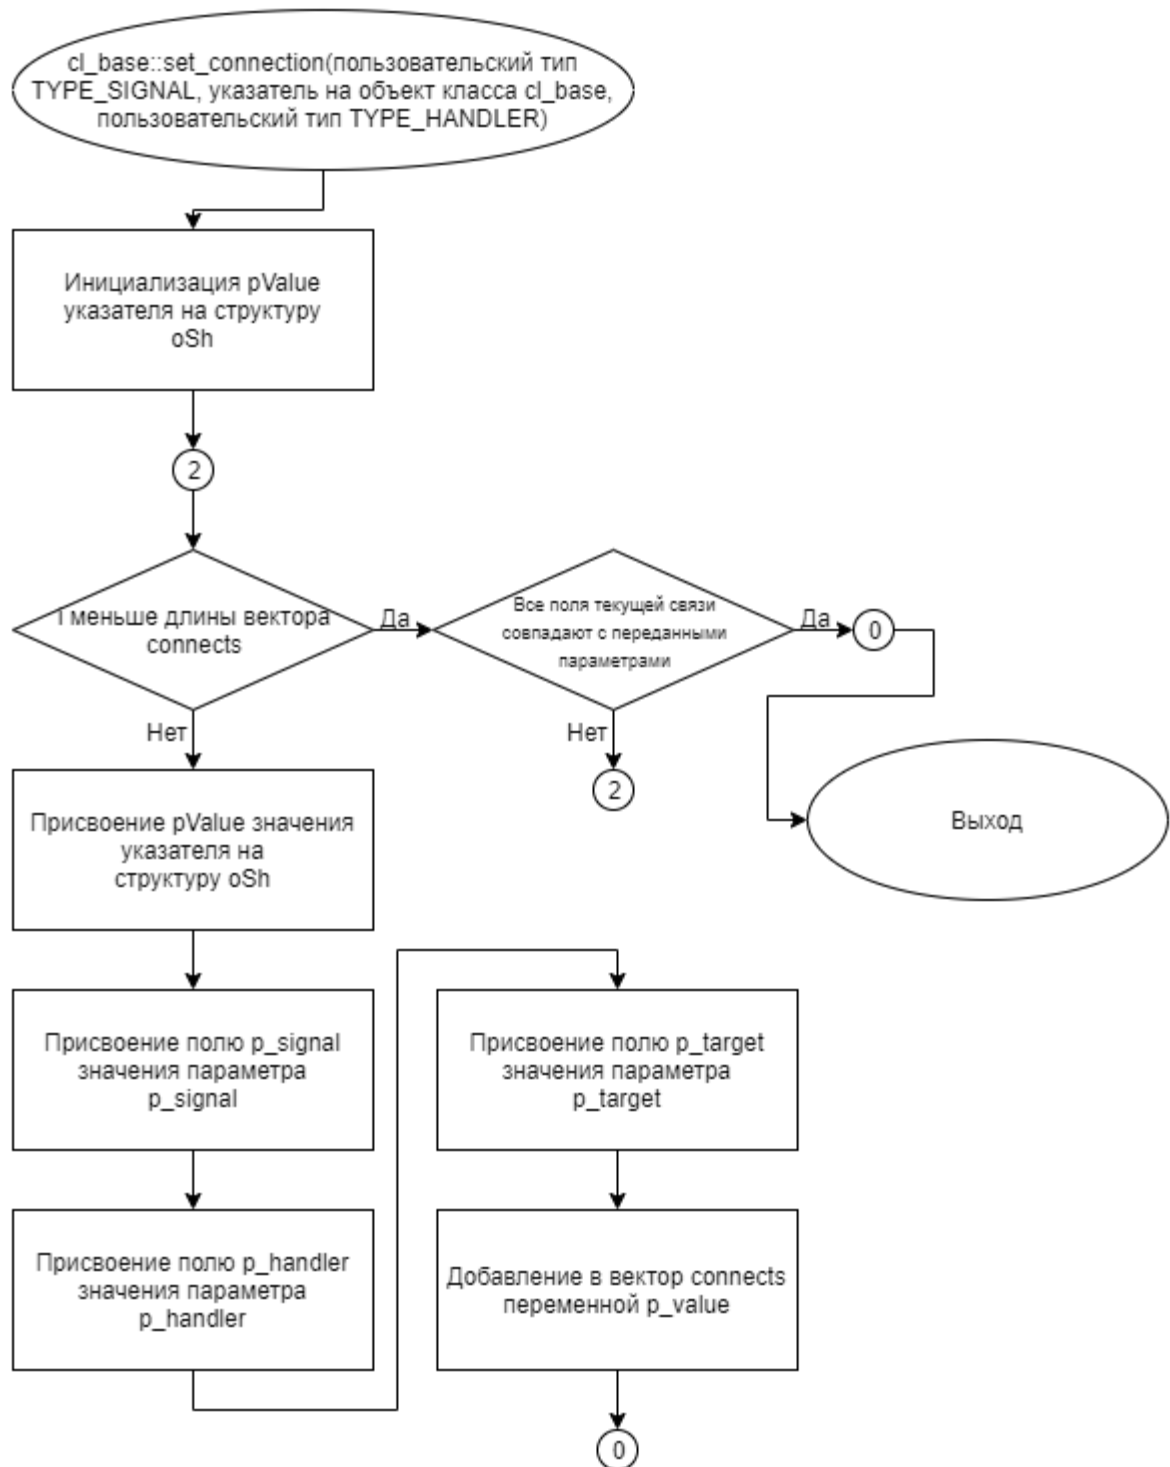 cl_base::set_connection(пользовательский тип
TYPE_SIGNAL, указатель на объект класса cl_base,
пользовательский тип TYPE_HANDLER)
Инициализация pValue
указателя на структуру
oSh
2
I меньше длины вектора
connects
Да
Все поля текущей связи
совпадают с переданными
параметрами
Да
0
Нет
Нет
2
Выход
Присвоение pValue значения
указателя на
структуру oSh
Присвоение полю p_signal
значения параметра
p_signal
Присвоение полю p_target
значения параметра
p_target
Присвоение полю p_handler
значения параметра
p_handler
Добавление в вектор connects
переменной p_value
0